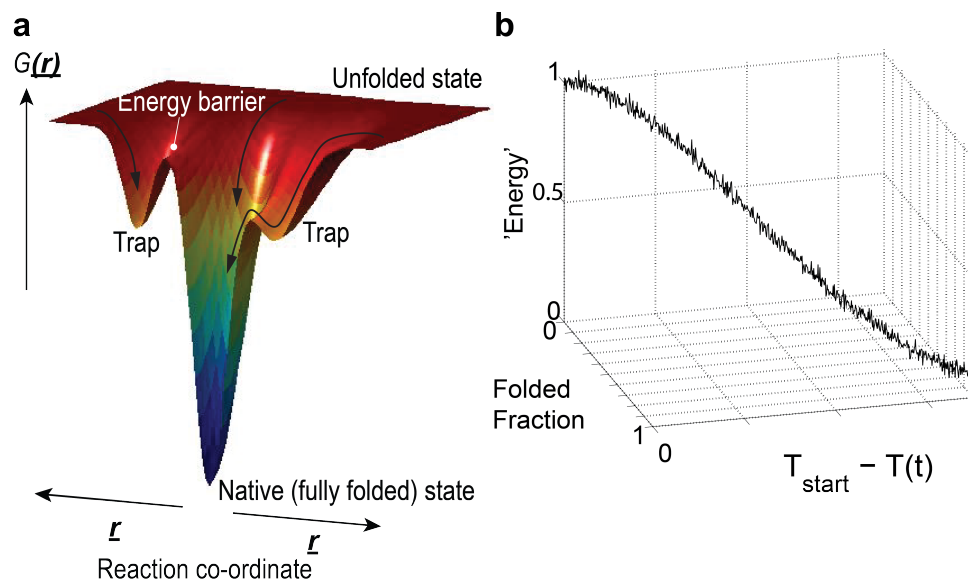 a
G(r)
Unfolded state
Energy barrier
Trap
Trap
Native (fully folded) state
r
r
Reaction co-ordinate
b
1
0.5
0
'Energy'
0
Folded
Fraction
1
0
Tstart − T(t)